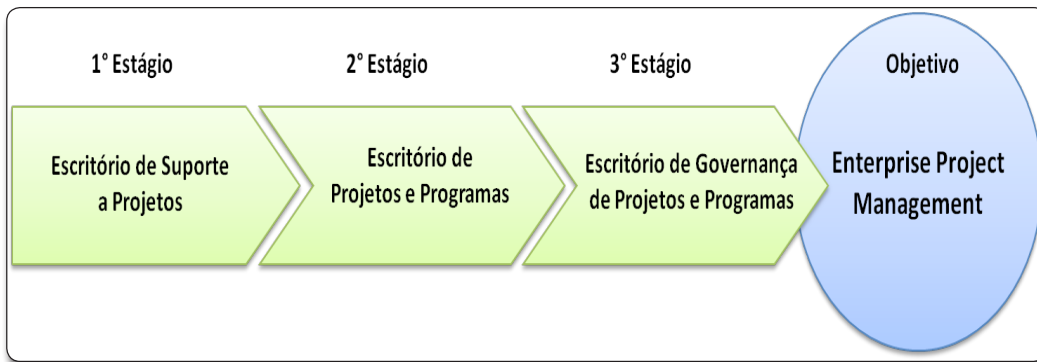 1° Estágio
2° Estágio
3° Estágio
Objetivo
Escritório de Suporte
a Projetos
Escritório de
Projetos e Programas
Escritório de Governança
de Projetos e Programas
Enterprise Project
Management